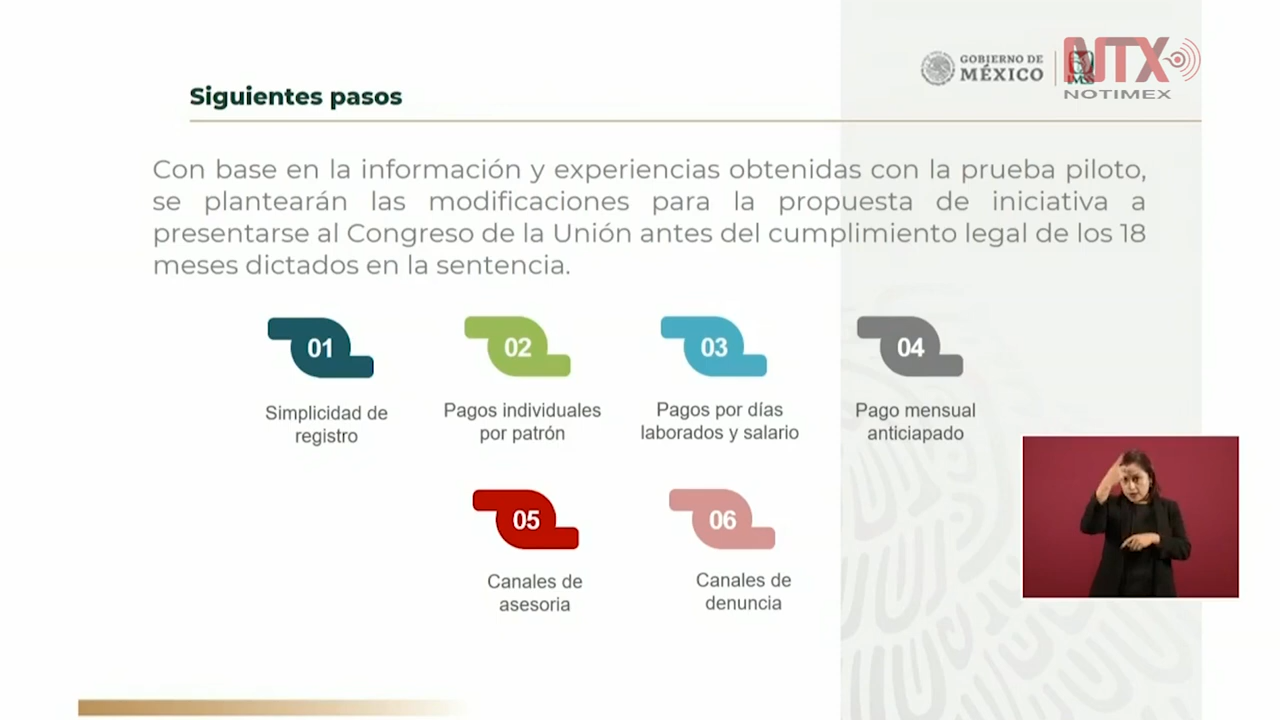 GOBIERNO DE
MÉXICO
IMSS
NTX
NOTIMEX
Siguientes pasos
Con base en la información y experiencias obtenidas con la prueba piloto,
se plantearán las modificaciones para la propuesta de iniciativa a
presentarse al Congreso de la Unión antes del cumplimiento legal de los 18
meses dictados en la sentencia.
01
02
03
04
Simplicidad de
registro
Pagos individuales
por patrón
Pagos por días
laborados y salario
Pago mensual
anticiapado
05
06
Canales de
asesoria
Canales de
denuncia